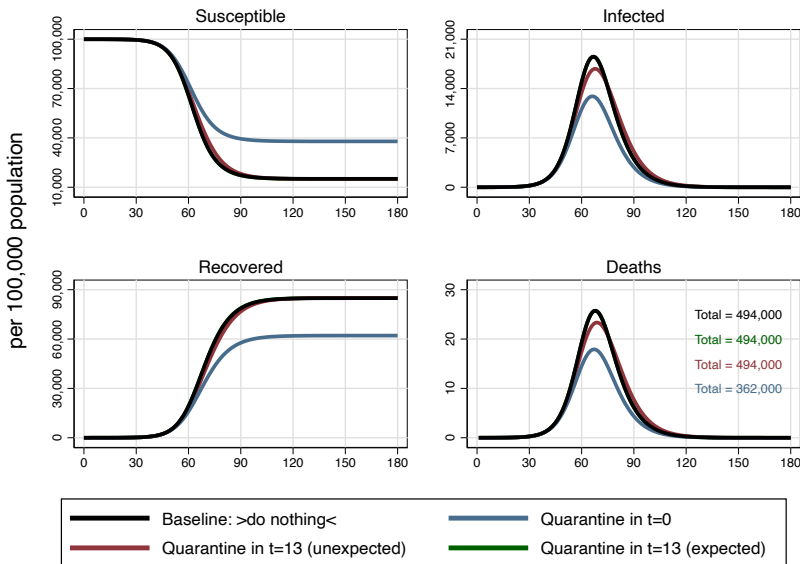 per 100,000 population
Susceptible
100,000
70,000
40,000
10,000
0 30 60 90 120 150 180
Infected
21,000
14,000
7,000
0
0 30 60 90 120 150 180
Recovered
90,000
60,000
30,000
0
0 30 60 90 120 150 180
Deaths
30
20
10
0
Total = 494,000
Total = 494,000
Total = 494,000
Total = 362,000
0 30 60 90 120 150 180
Baseline: >do nothing<
Quarantine in t=0
Quarantine in t=13 (unexpected)
Quarantine in t=13 (expected)